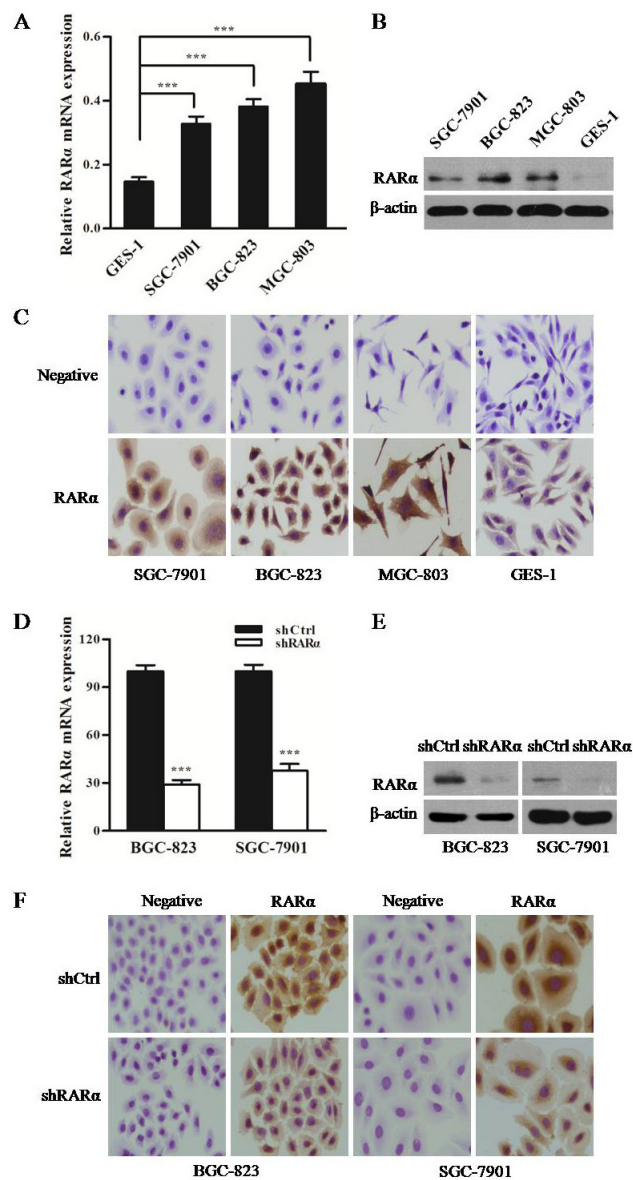 A
Relative RARα mRNA expression
0.6
0.4
0.2
0.0
***
***
***
GES-1
SGC-7901
BGC-823
MGC-803
B
SGC-7901
BGC-823
MGC-803
GES-1
RARα
β-actin
C
Negative
RARα
SGC-7901
BGC-823
MGC-803
GES-1
D
Relative RARα mRNA expression
120
90
60
30
0
shCtrl
shRARα
***
***
BGC-823
SGC-7901
E
shCtrl shRARα shCtrl shRARα
RARα
β-actin
BGC-823
SGC-7901
F
Negative
RARα
Negative
RARα
shCtrl
shRARα
BGC-823
SGC-7901